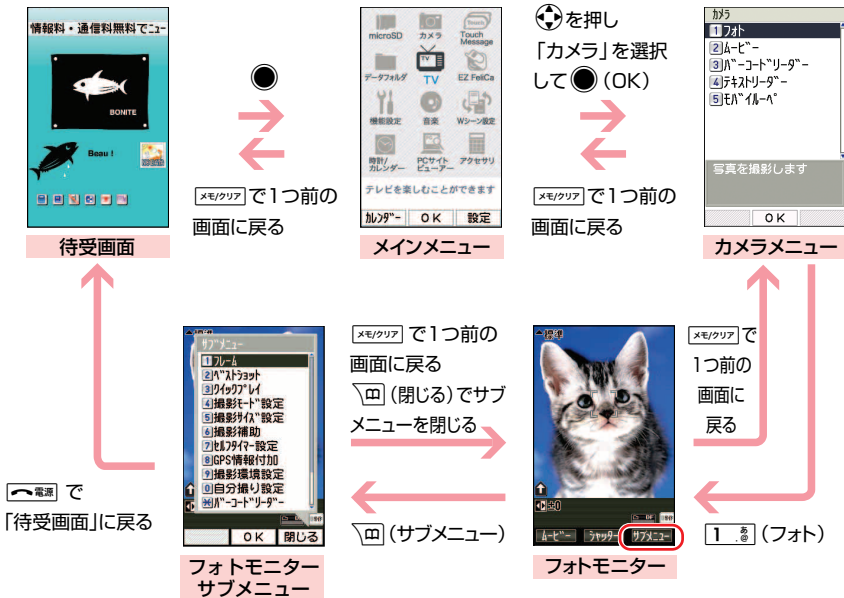 情報料・通信料無料でニュー
BONITE
Beau !
待受画面
メモ/クリア で1つ前の
画面に戻る
microSD
カメラ
Touch
Message
データフォルダ
TV
EZ FeliCa
機能設定
音楽
Wシーン設定
時計/
カレンダー
PCサイト
ビューアー
アクセサリ
テレビを楽しむことができます
ｶﾚﾝﾀﾞｰ
OK
設定
メインメニュー
を押し
「カメラ」を選択
して (OK)
メモ/クリア で1つ前の
画面に戻る
ｶﾒﾗ
1 ﾌｫﾄ
2 ﾑｰﾋﾞｰ
3 ﾊﾞｰｺｰﾄﾞﾘｰﾀﾞｰ
4 ﾃｷｽﾄﾘｰﾀﾞｰ
5 ﾓﾊﾞｲﾙﾙｰﾍﾟ
写真を撮影します
OK
カメラメニュー
電源 で
「待受画面」に戻る
標準
ｻﾌﾞﾒﾆｭｰ
1 ﾌﾚｰﾑ
2 ﾍﾞｽﾄｼｮｯﾄ
3 ｸｲｯｸﾌﾟﾚｲ
4 撮影ﾓｰﾄﾞ設定
5 撮影ｻｲｽﾞ設定
6 撮影補助
7 ｾﾙﾌﾀｲﾏｰ設定
8 GPS情報付加
9 撮影環境設定
0 自分撮り設定
＊ ﾊﾞｰｺｰﾄﾞﾘｰﾀﾞｰ
OK
閉じる
フォトモニター
サブメニュー
メモ/クリア で1つ前の
画面に戻る
(閉じる)でサブ
メニューを閉じる
(サブメニュー)
標準
±0
ﾑｰﾋﾞｰ
ｼｬｯﾀｰ
ｻﾌﾞﾒﾆｭｰ
フォトモニター
メモ/クリア で
1つ前の
画面に
戻る
1 .あ@ (フォト)